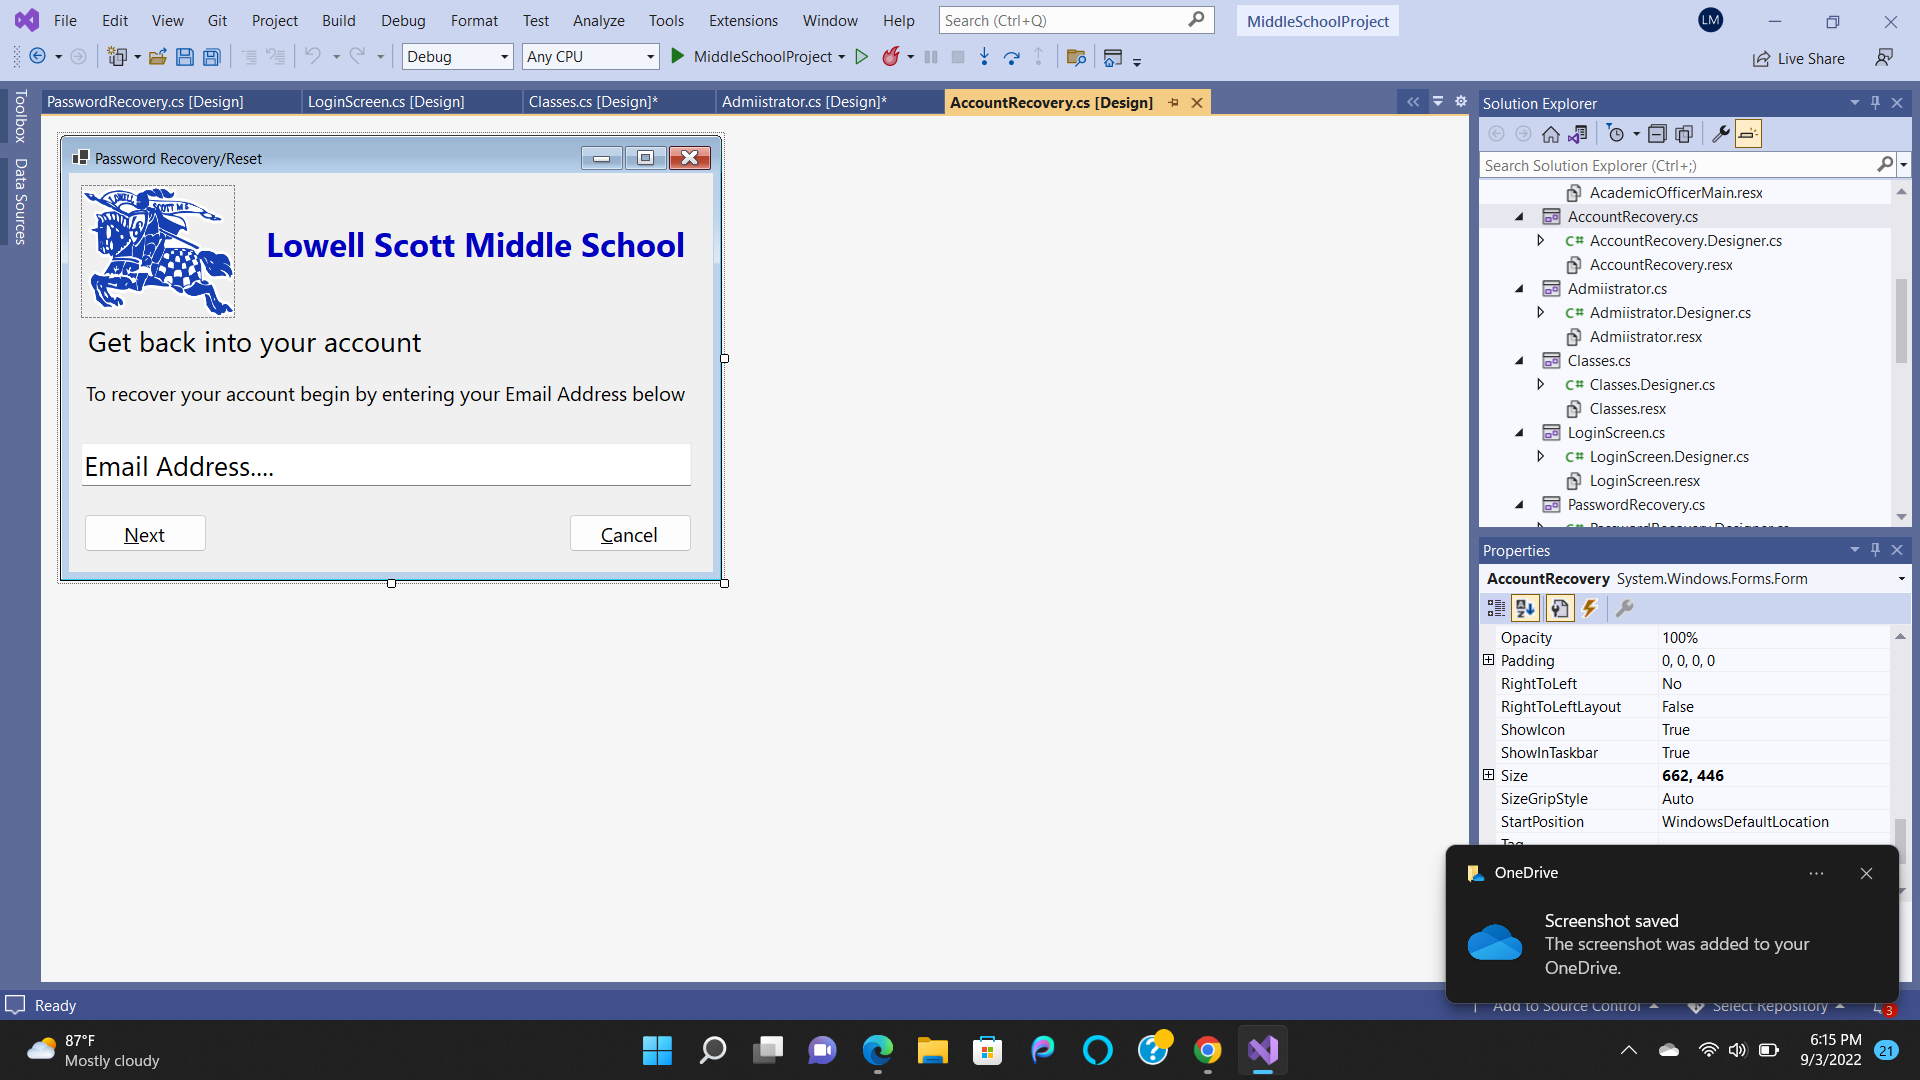 File Edit View Git Project Build Debug Format Test Analyze Tools Extensions Window Help Search (Ctrl+Q) MiddleSchoolProject LM
Debug Any CPU MiddleSchoolProject Live Share
Toolbox
Data Sources
PasswordRecovery.cs [Design] LoginScreen.cs [Design] Classes.cs [Design]* Admiistrator.cs [Design]* AccountRecovery.cs [Design]
Password Recovery/Reset
LOWELL SCOTT M S
Lowell Scott Middle School
Get back into your account
To recover your account begin by entering your Email Address below
Email Address....
Next Cancel
Solution Explorer
Search Solution Explorer (Ctrl+;)
AcademicOfficerMain.resx
AccountRecovery.cs
C# AccountRecovery.Designer.cs
AccountRecovery.resx
Admiistrator.cs
C# Admiistrator.Designer.cs
Admiistrator.resx
Classes.cs
C# Classes.Designer.cs
Classes.resx
LoginScreen.cs
C# LoginScreen.Designer.cs
LoginScreen.resx
PasswordRecovery.cs
PasswordRecovery.Designer.cs
Properties
AccountRecovery System.Windows.Forms.Form
Opacity 100%
Padding 0, 0, 0, 0
RightToLeft No
RightToLeftLayout False
ShowIcon True
ShowInTaskbar True
Size 662, 446
SizeGripStyle Auto
StartPosition WindowsDefaultLocation
Tag
OneDrive
Screenshot saved
The screenshot was added to your
OneDrive.
Ready Add to Source Control Select Repository 3
87°F
Mostly cloudy
6:15 PM
9/3/2022 21